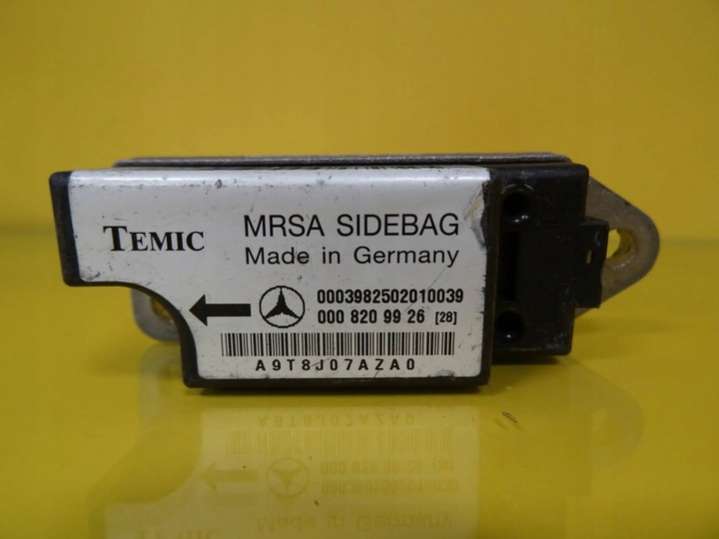 TEMIC
MRSA SIDEBAG
Made in Germany
0003982502010039
000 820 99 26 [28]
A9T8J07AZA0